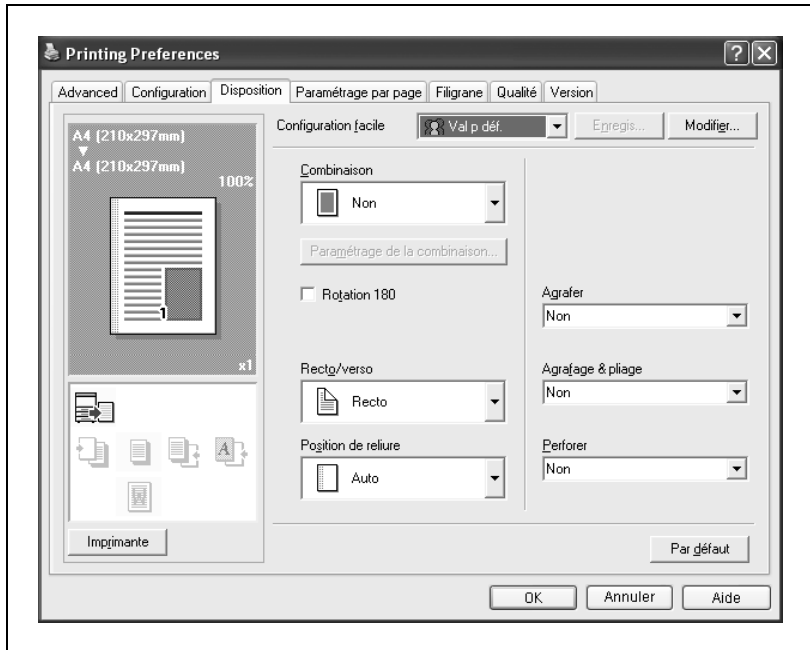 Printing Preferences
Advanced Configuration Disposition Paramétrage par page Filigrane Qualité Version
A4 (210x297mm)
A4 (210x297mm)
100%
1
x1
Imprimante
Configuration facile Val p déf. Enregis... Modifier...
Combinaison
Non
Paramétrage de la combinaison...
Rotation 180
Recto/verso
Recto
Position de reliure
Auto
Agrafer
Non
Agrafage & pliage
Non
Perforer
Non
Par défaut
OK Annuler Aide